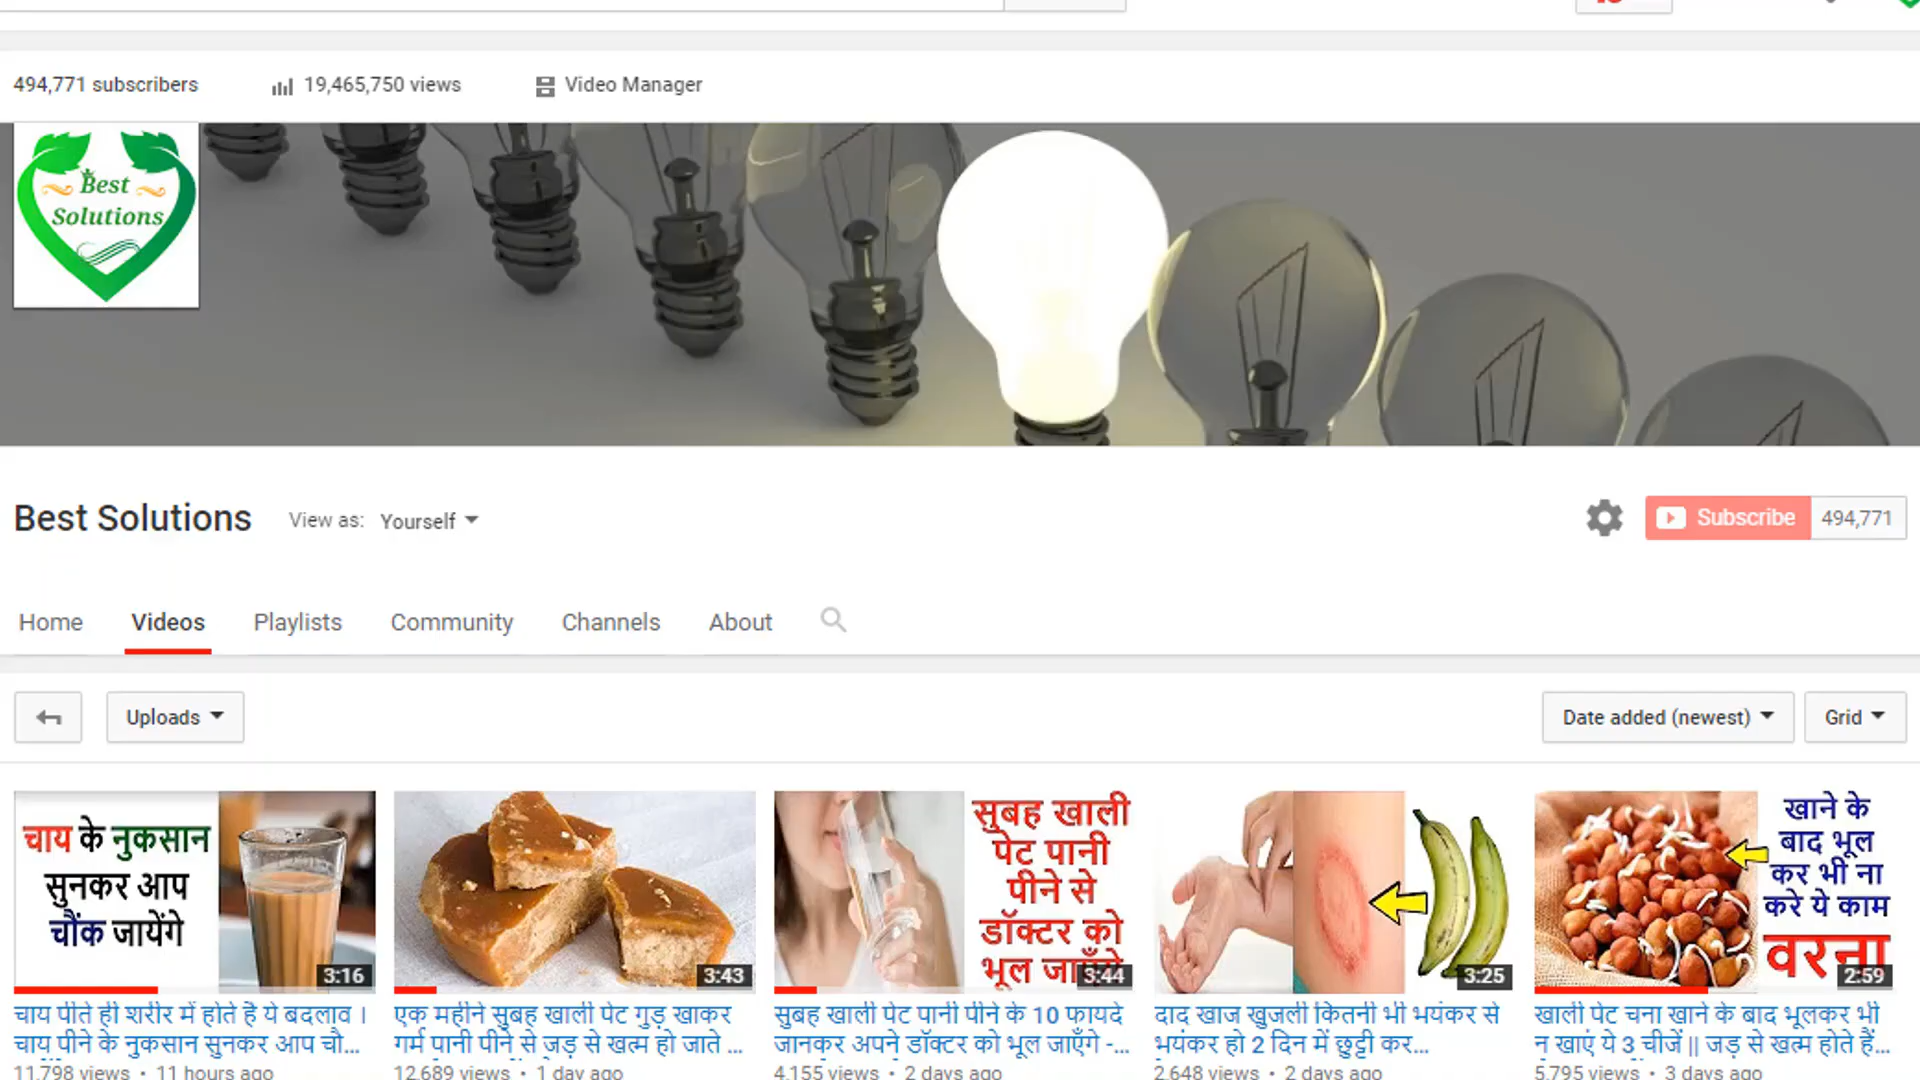 494,771 subscribers
19,465,750 views
Video Manager
Best
Solutions
Best Solutions
View as: Yourself
Subscribe 494,771
Home Videos Playlists Community Channels About
Uploads
Date added (newest)
Grid
चाय के नुकसान
सुनकर आप
चौंक जायेंगे
3:16
3:43
सुबह खाली
पेट पानी
पीने से
डॉक्टर को
भूल
3:44
3:25
खाने के
बाद भूल
कर भी ना
करे ये काम
वरना
2:59
चाय पीते ही शरीर में होते है ये बदलाव ।
चाय पीने के नुकसान सुनकर आप चौ...
11,798 views • 11 hours ago
एक महीने सुबह खाली पेट गुड़ खाकर
गर्म पानी पीने से जड़ से खत्म हो जाते ...
12,689 views • 1 day ago
सुबह खाली पेट पानी पीने के 10 फायदे
जानकर अपने डॉक्टर को भूल जाएँगे -...
4,155 views • 2 days ago
दाद खाज खुजली कितनी भी भयंकर से
भयंकर हो 2 दिन में छुट्टी कर...
2,648 views • 2 days ago
खाली पेट चना खाने के बाद भूलकर भी
न खाएं ये 3 चीजें || जड़ से खत्म होते हैं...
5,795 views • 3 days ago